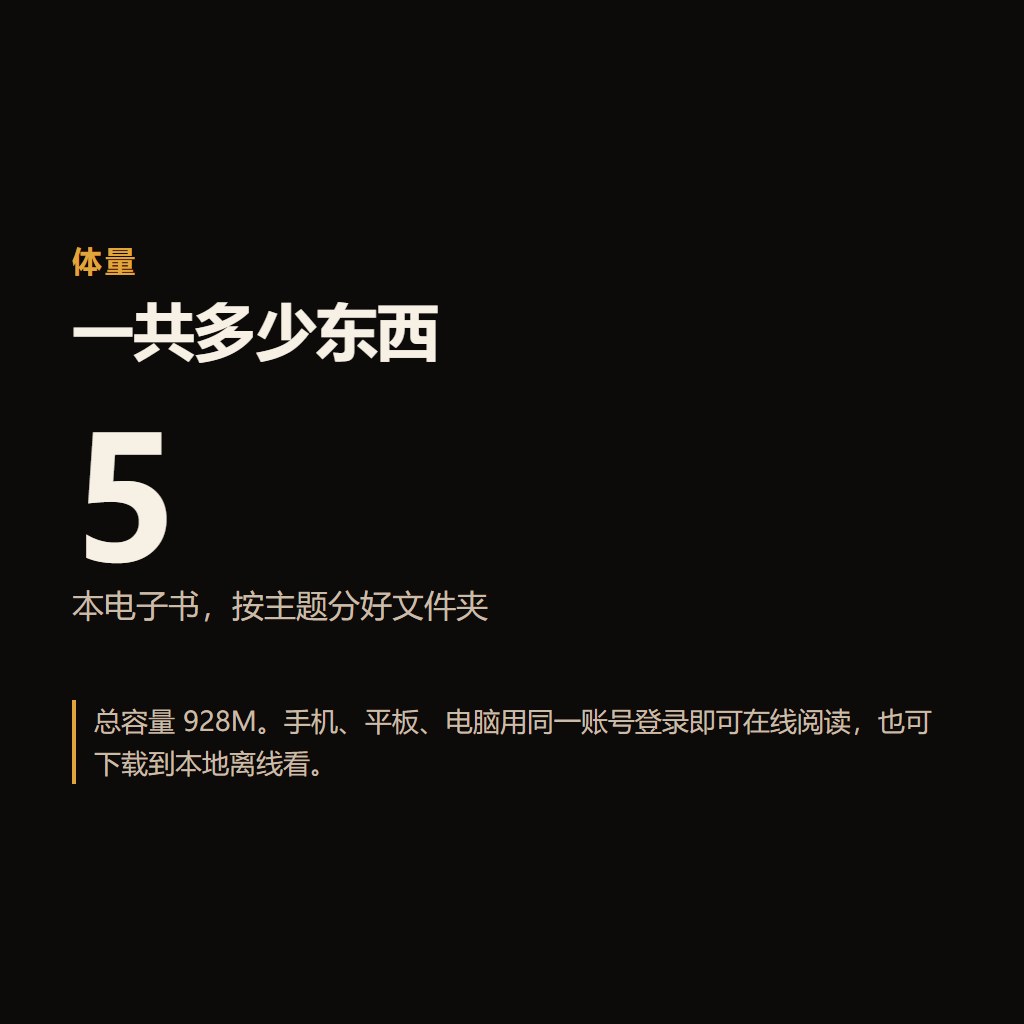 体量
一共多少东西
5
本电子书，按主题分好文件夹
总容量 928M。手机、平板、电脑用同一账号登录即可在线阅读，也可
下载到本地离线看。